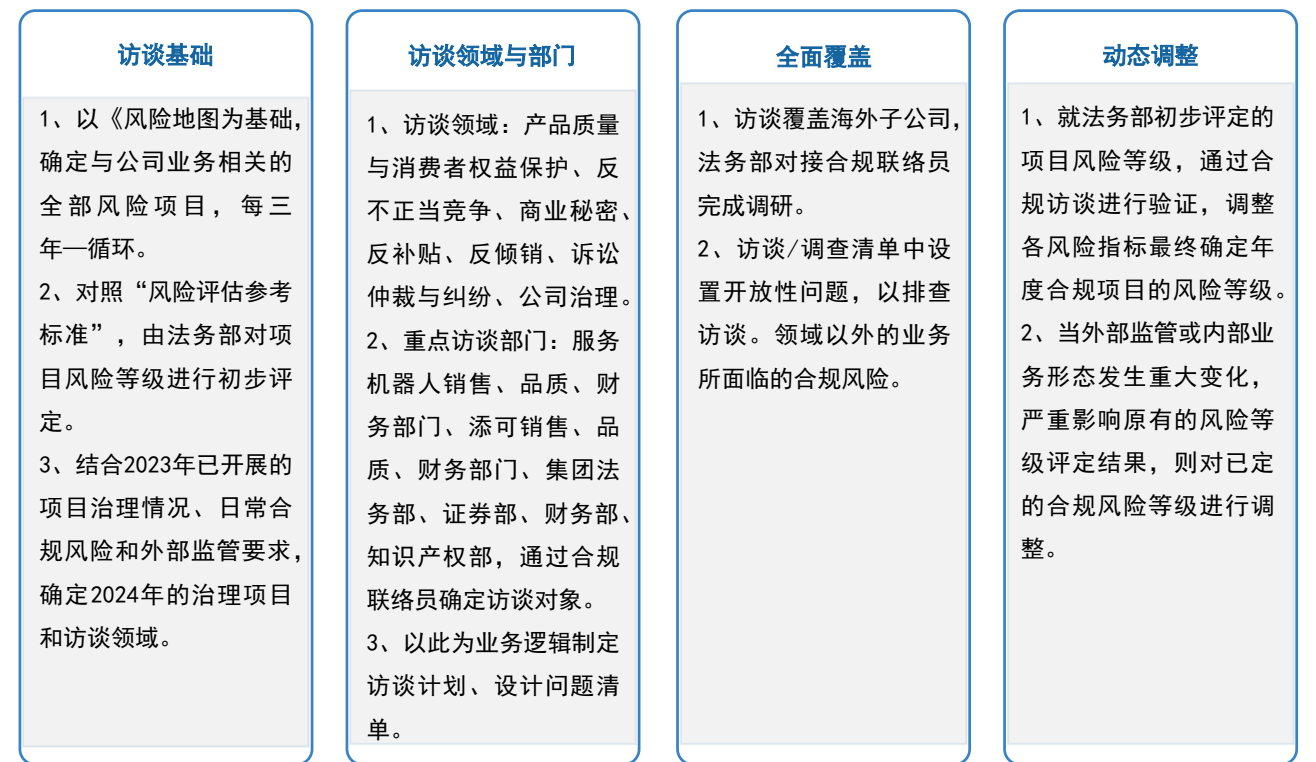 访谈基础
1、以《风险地图为基础，
确定与公司业务相关的
全部风险项目，每三
年—循环。
2、对照“风险评估参考
标准”，由法务部对项
目风险等级进行初步评
定。
3、结合2023年已开展的
项目治理情况、日常合
规风险和外部监管要求，
确定2024年的治理项目
和访谈领域。
访谈领域与部门
1、访谈领域：产品质量
与消费者权益保护、反
不正当竞争、商业秘密、
反补贴、反倾销、诉讼
仲裁与纠纷、公司治理。
2、重点访谈部门：服务
机器人销售、品质、财
务部门、添可销售、品
质、财务部门、集团法
务部、证券部、财务部、
知识产权部，通过合规
联络员确定访谈对象。
3、以此为业务逻辑制定
访谈计划、设计问题清
单。
全面覆盖
1、访谈覆盖海外子公司，
法务部对接合规联络员
完成调研。
2、访谈/调查清单中设
置开放性问题，以排查
访谈。领域以外的业务
所面临的合规风险。
动态调整
1、就法务部初步评定的
项目风险等级，通过合
规访谈进行验证，调整
各风险指标最终确定年
度合规项目的风险等级。
2、当外部监管或内部业
务形态发生重大变化，
严重影响原有的风险等
级评定结果，则对已定
的合规风险等级进行调
整。